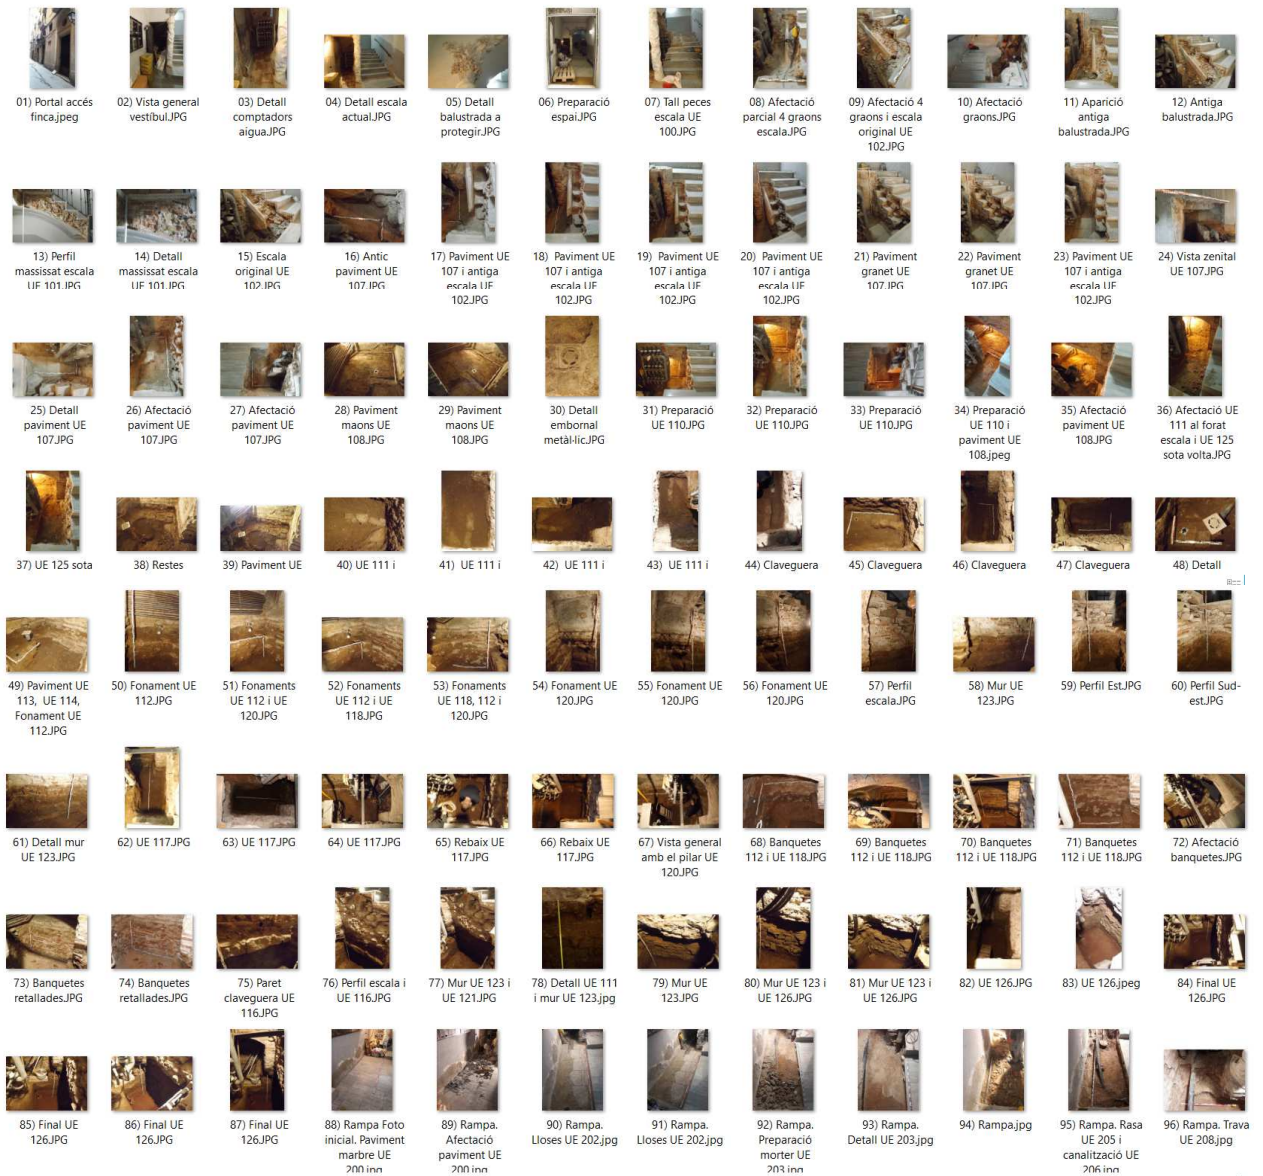 01) Portal accés
finca.jpeg
02) Vista general
vestíbul.JPG
03) Detall
comptadors
aigua.JPG
04) Detall escala
actual.JPG
05) Detall
balustrada a
protegir.JPG
06) Preparació
espai.JPG
07) Tall peces
escala UE
100.JPG
08) Afectació
parcial 4 graons
escala.JPG
09) Afectació 4
graons i escala
original UE
102.JPG
10) Afectació
graons.JPG
11) Aparició
antiga
balustrada.JPG
12) Antiga
balustrada.JPG
13) Perfil
massissat escala
UE 101.JPG
14) Detall
massissat escala
UE 101.JPG
15) Escala
original UE
102.JPG
16) Antic
paviment UE
107.JPG
17) Paviment UE
107 i antiga
escala UE
102.JPG
18) Paviment UE
107 i antiga
escala UE
102.JPG
19) Paviment UE
107 i antiga
escala UE
102.JPG
20) Paviment UE
107 i antiga
escala UE
102.JPG
21) Paviment
granet UE
107.JPG
22) Paviment
granet UE
107.JPG
23) Paviment UE
107 i antiga
escala UE
102.JPG
24) Vista zenital
UE 107.JPG
25) Detall
paviment UE
107.JPG
26) Afectació
paviment UE
107.JPG
27) Afectació
paviment UE
107.JPG
28) Paviment
maons UE
108.JPG
29) Paviment
maons UE
108.JPG
30) Detall
embornal
metàl·lic.JPG
31) Preparació
UE 110.JPG
32) Preparació
UE 110.JPG
33) Preparació
UE 110.JPG
34) Preparació
UE 110 i
paviment UE
108.jpeg
35) Afectació
paviment UE
108.JPG
36) Afectació UE
111 al forat
escala i UE 125
sota volta.JPG
37) UE 125 sota
38) Restes
39) Paviment UE
40) UE 111 i
41) UE 111 i
42) UE 111 i
43) UE 111 i
44) Claveguera
45) Claveguera
46) Claveguera
47) Claveguera
48) Detall
49) Paviment UE
113, UE 114,
Fonament UE
112.JPG
50) Fonament UE
112.JPG
51) Fonaments
UE 112 i UE
120.JPG
52) Fonaments
UE 112 i UE
118.JPG
53) Fonaments
UE 118, 112 i
120.JPG
54) Fonament UE
120.JPG
55) Fonament UE
120.JPG
56) Fonament UE
120.JPG
57) Perfil
escala.JPG
58) Mur UE
123.JPG
59) Perfil Est.JPG
60) Perfil Sud-
est.JPG
61) Detall mur
UE 123.JPG
62) UE 117.JPG
63) UE 117.JPG
64) UE 117.JPG
65) Rebaix UE
117.JPG
66) Rebaix UE
117.JPG
67) Vista general
amb el pilar UE
120.JPG
68) Banquetes
112 i UE 118.JPG
69) Banquetes
112 i UE 118.JPG
70) Banquetes
112 i UE 118.JPG
71) Banquetes
112 i UE 118.JPG
72) Afectació
banquetes.JPG
73) Banquetes
retallades.JPG
74) Banquetes
retallades.JPG
75) Paret
claveguera UE
116.JPG
76) Perfil escala i
UE 116.JPG
77) Mur UE 123 i
UE 121.JPG
78) Detall UE 111
i mur UE 123.jpg
79) Mur UE
123.JPG
80) Mur UE 123 i
UE 126.JPG
81) Mur UE 123 i
UE 126.JPG
82) UE 126.JPG
83) UE 126.jpeg
84) Final UE
126.JPG
85) Final UE
126.JPG
86) Final UE
126.JPG
87) Final UE
126.JPG
88) Rampa Foto
inicial. Paviment
marbre UE
200.jpg
89) Rampa.
Afectació
paviment UE
200.jpg
90) Rampa.
Lloses UE 202.jpg
91) Rampa.
Lloses UE 202.jpg
92) Rampa.
Preparació
morter UE
203.jpg
93) Rampa.
Detall UE 203.jpg
94) Rampa.jpg
95) Rampa. Rasa
UE 205 i
canalització UE
206.jpg
96) Rampa. Trava
UE 208.jpg